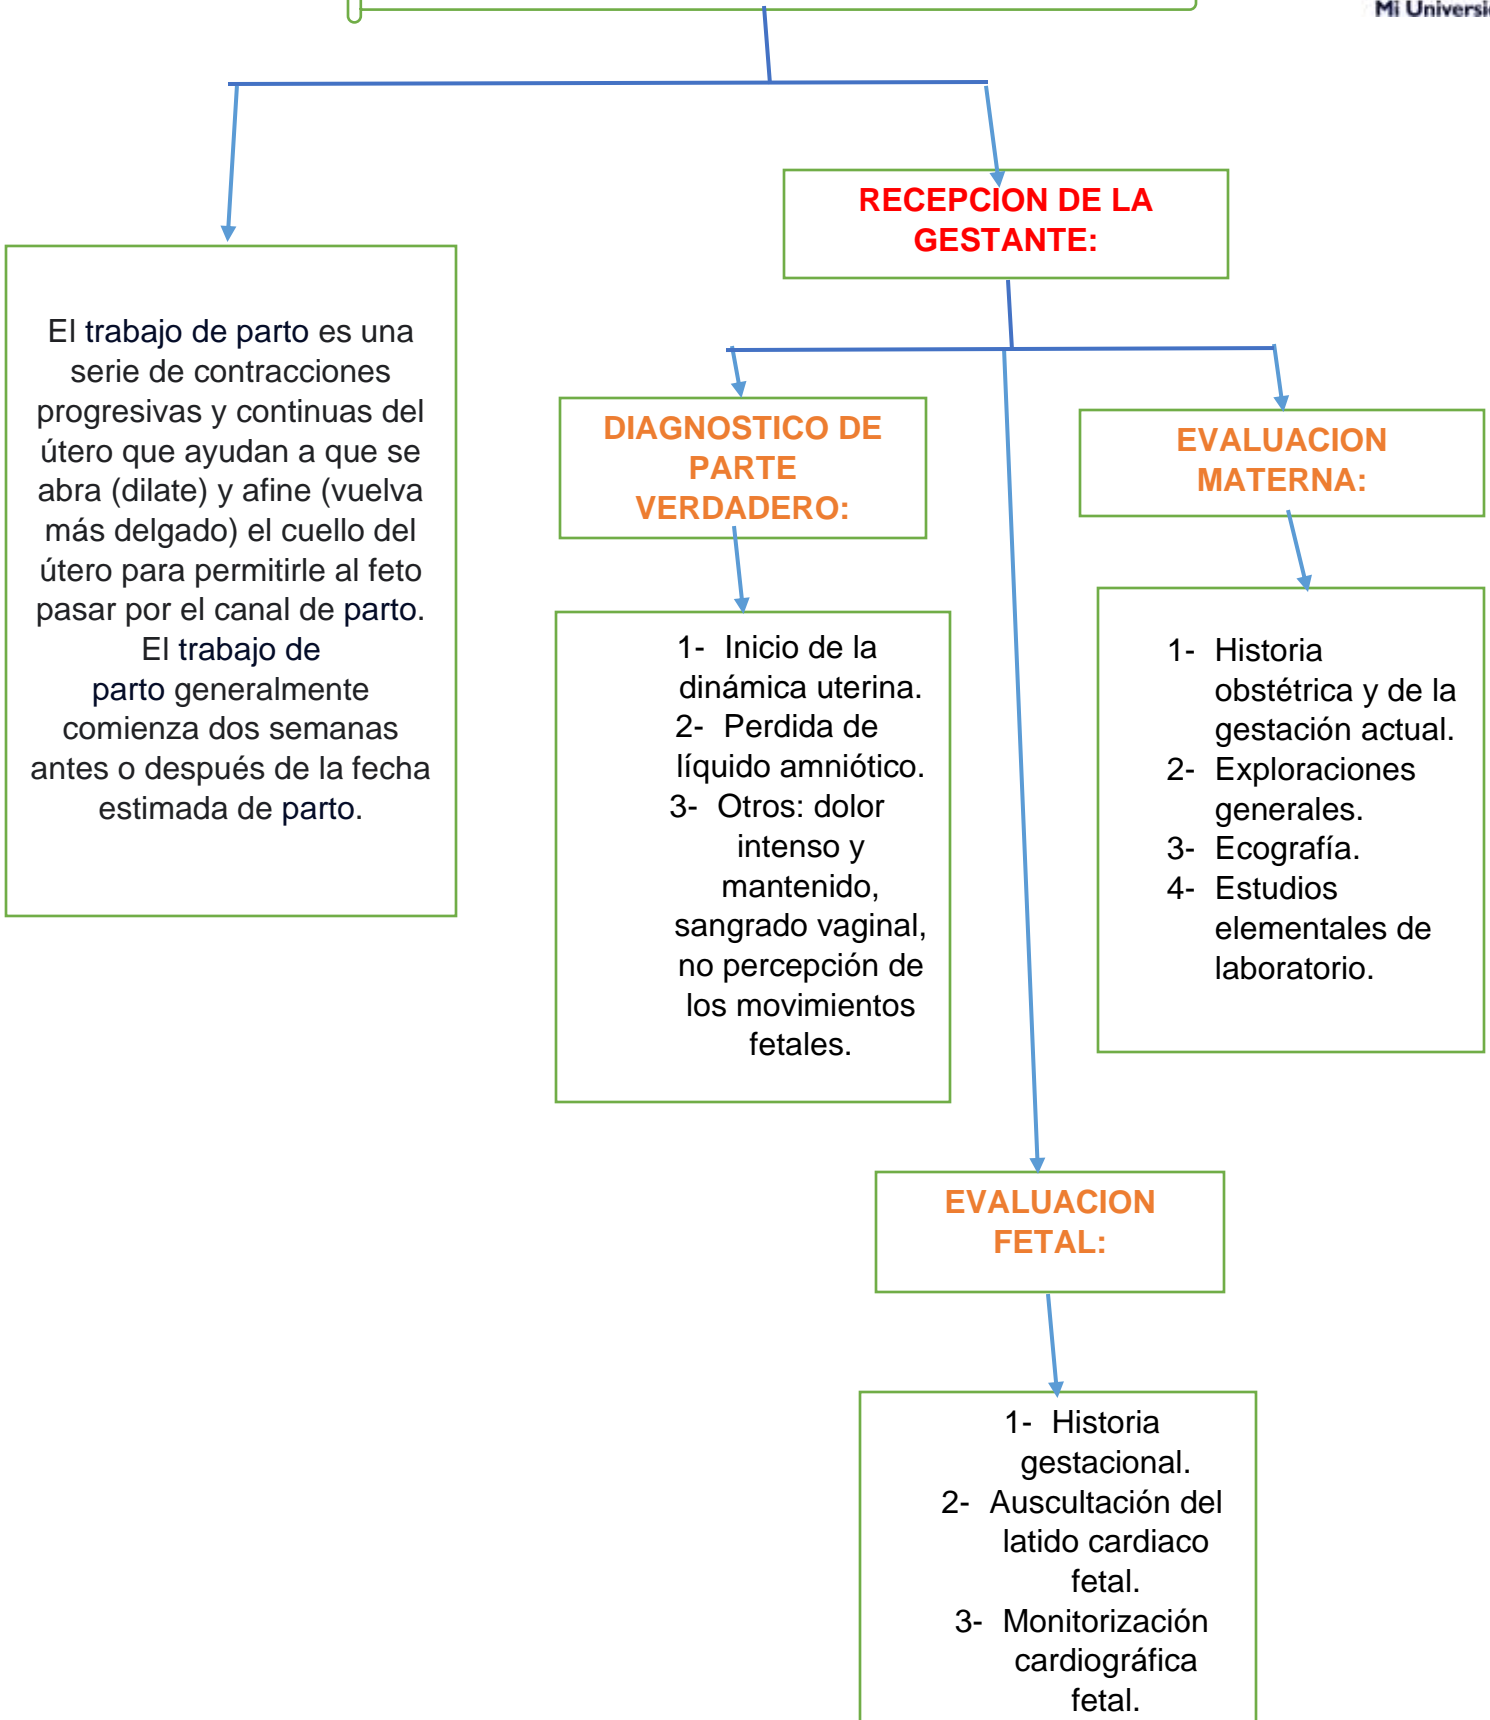 Mi Universi
RECEPCION DE LA
GESTANTE:
El trabajo de parto es una
serie de contracciones
progresivas y continuas del
útero que ayudan a que se
abra (dilate) y afine (vuelva
más delgado) el cuello del
útero para permitirle al feto
pasar por el canal de parto.
El trabajo de
parto generalmente
comienza dos semanas
antes o después de la fecha
estimada de parto.
DIAGNOSTICO DE
PARTE
VERDADERO:
EVALUACION
MATERNA:
1- Inicio de la
dinámica uterina.
2- Perdida de
líquido amniótico.
3- Otros: dolor
intenso y
mantenido,
sangrado vaginal,
no percepción de
los movimientos
fetales.
1- Historia
obstétrica y de la
gestación actual.
2- Exploraciones
generales.
3- Ecografía.
4- Estudios
elementales de
laboratorio.
EVALUACION
FETAL:
1- Historia
gestacional.
2- Auscultación del
latido cardiaco
fetal.
3- Monitorización
cardiográfica
fetal.